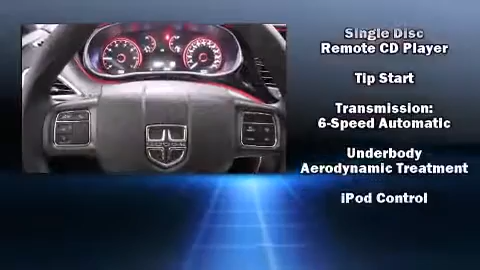 Single Disc
Remote CD Player
Tip Start
Transmission:
6-Speed Automatic
Underbody
Aerodynamic Treatment
iPod Control